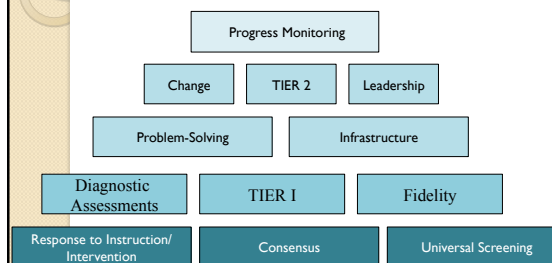 Progress Monitoring
Change
TIER 2
Leadership
Problem-Solving
Infrastructure
Diagnostic
Assessments
TIER I
Fidelity
Response to Instruction/
Intervention
Consensus
Universal Screening